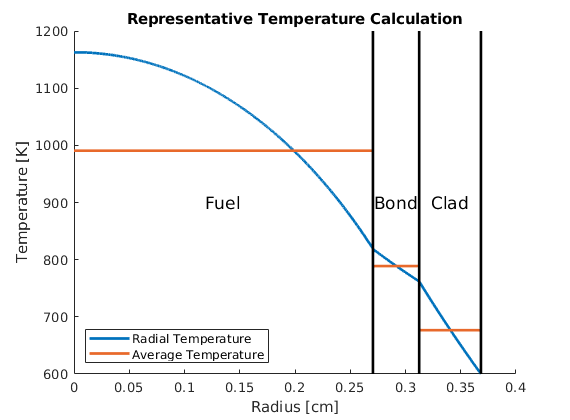 Representative Temperature Calculation
1200
1100
1000
900
800
700
600
Temperature [K]
Fuel
Bond
Clad
Radial Temperature
Average Temperature
0
0.05
0.1
0.15
0.2
0.25
0.3
0.35
0.4
Radius [cm]